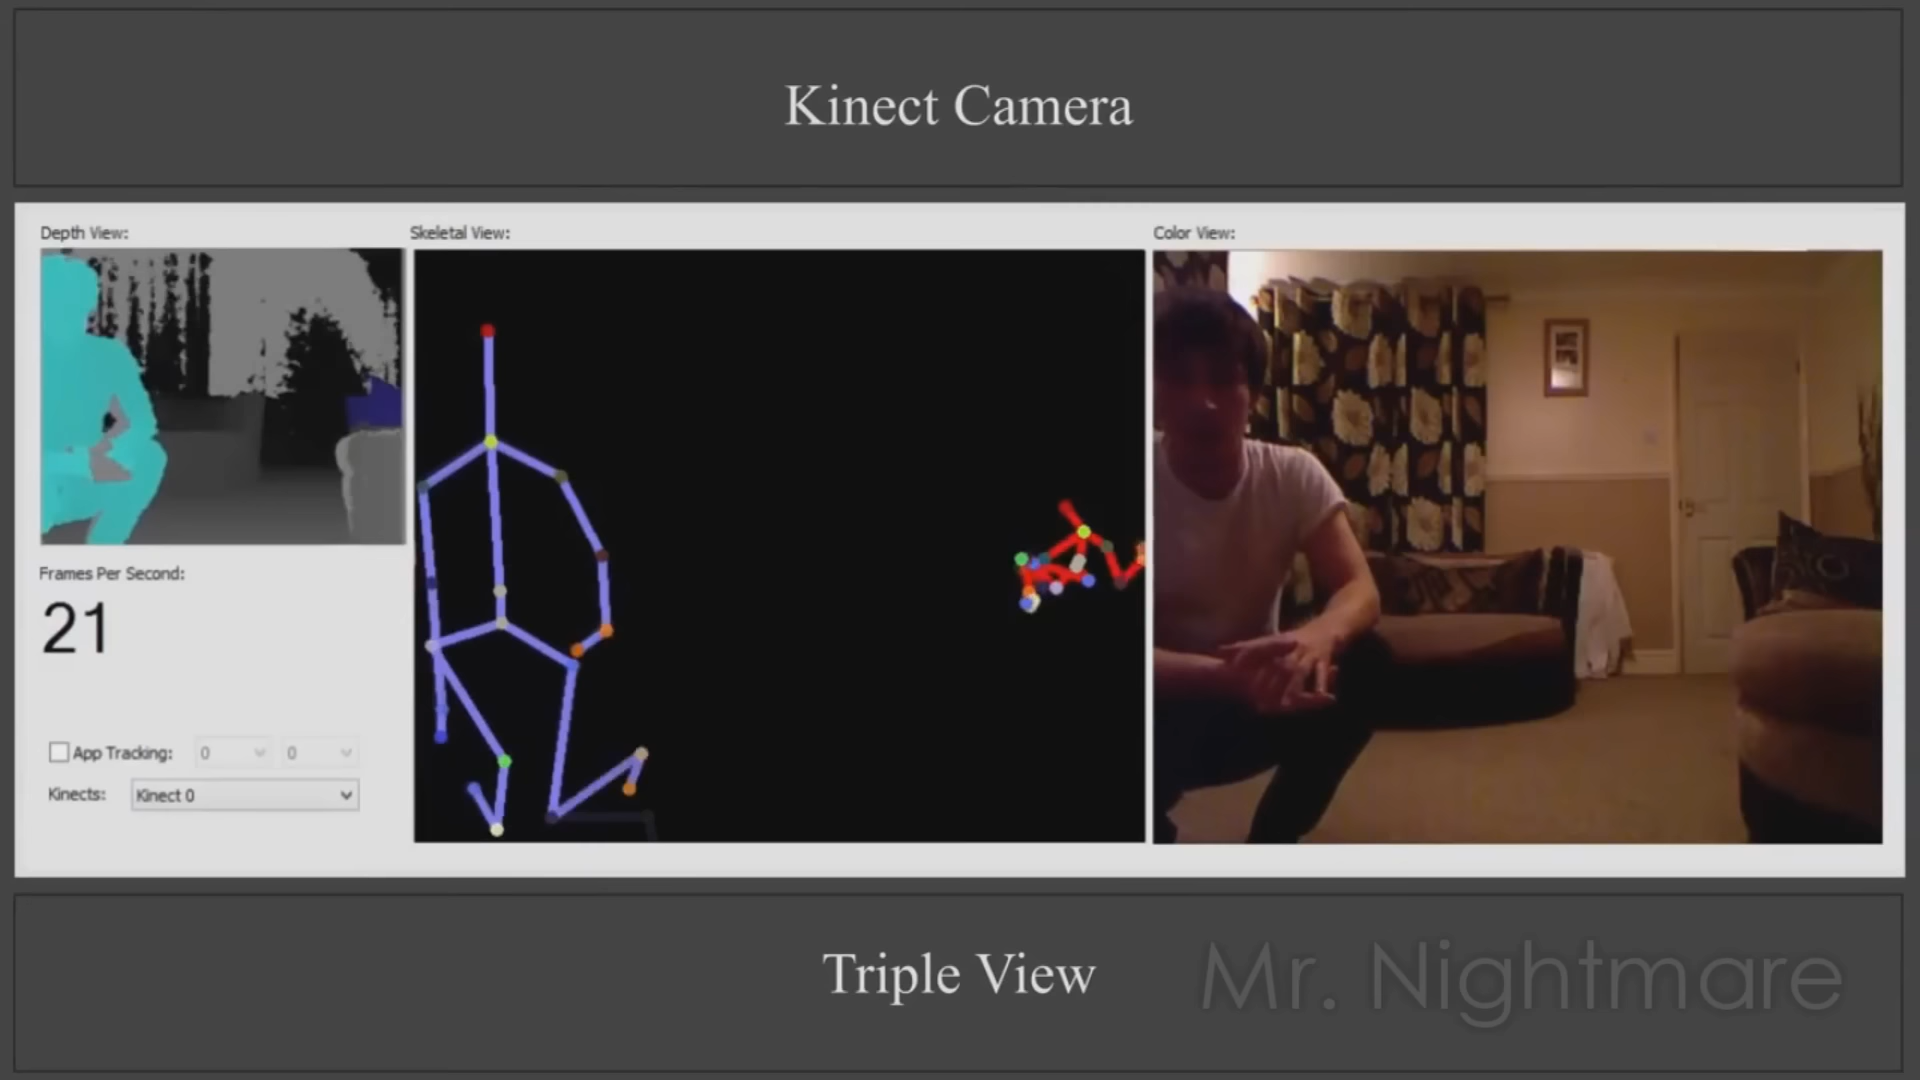 Kinect Camera
Depth View:
Skeletal View:
Color View:
Frames Per Second:
21
App Tracking: 0 0
Kinects: Kinect 0
Triple View
Mr. Nightmare